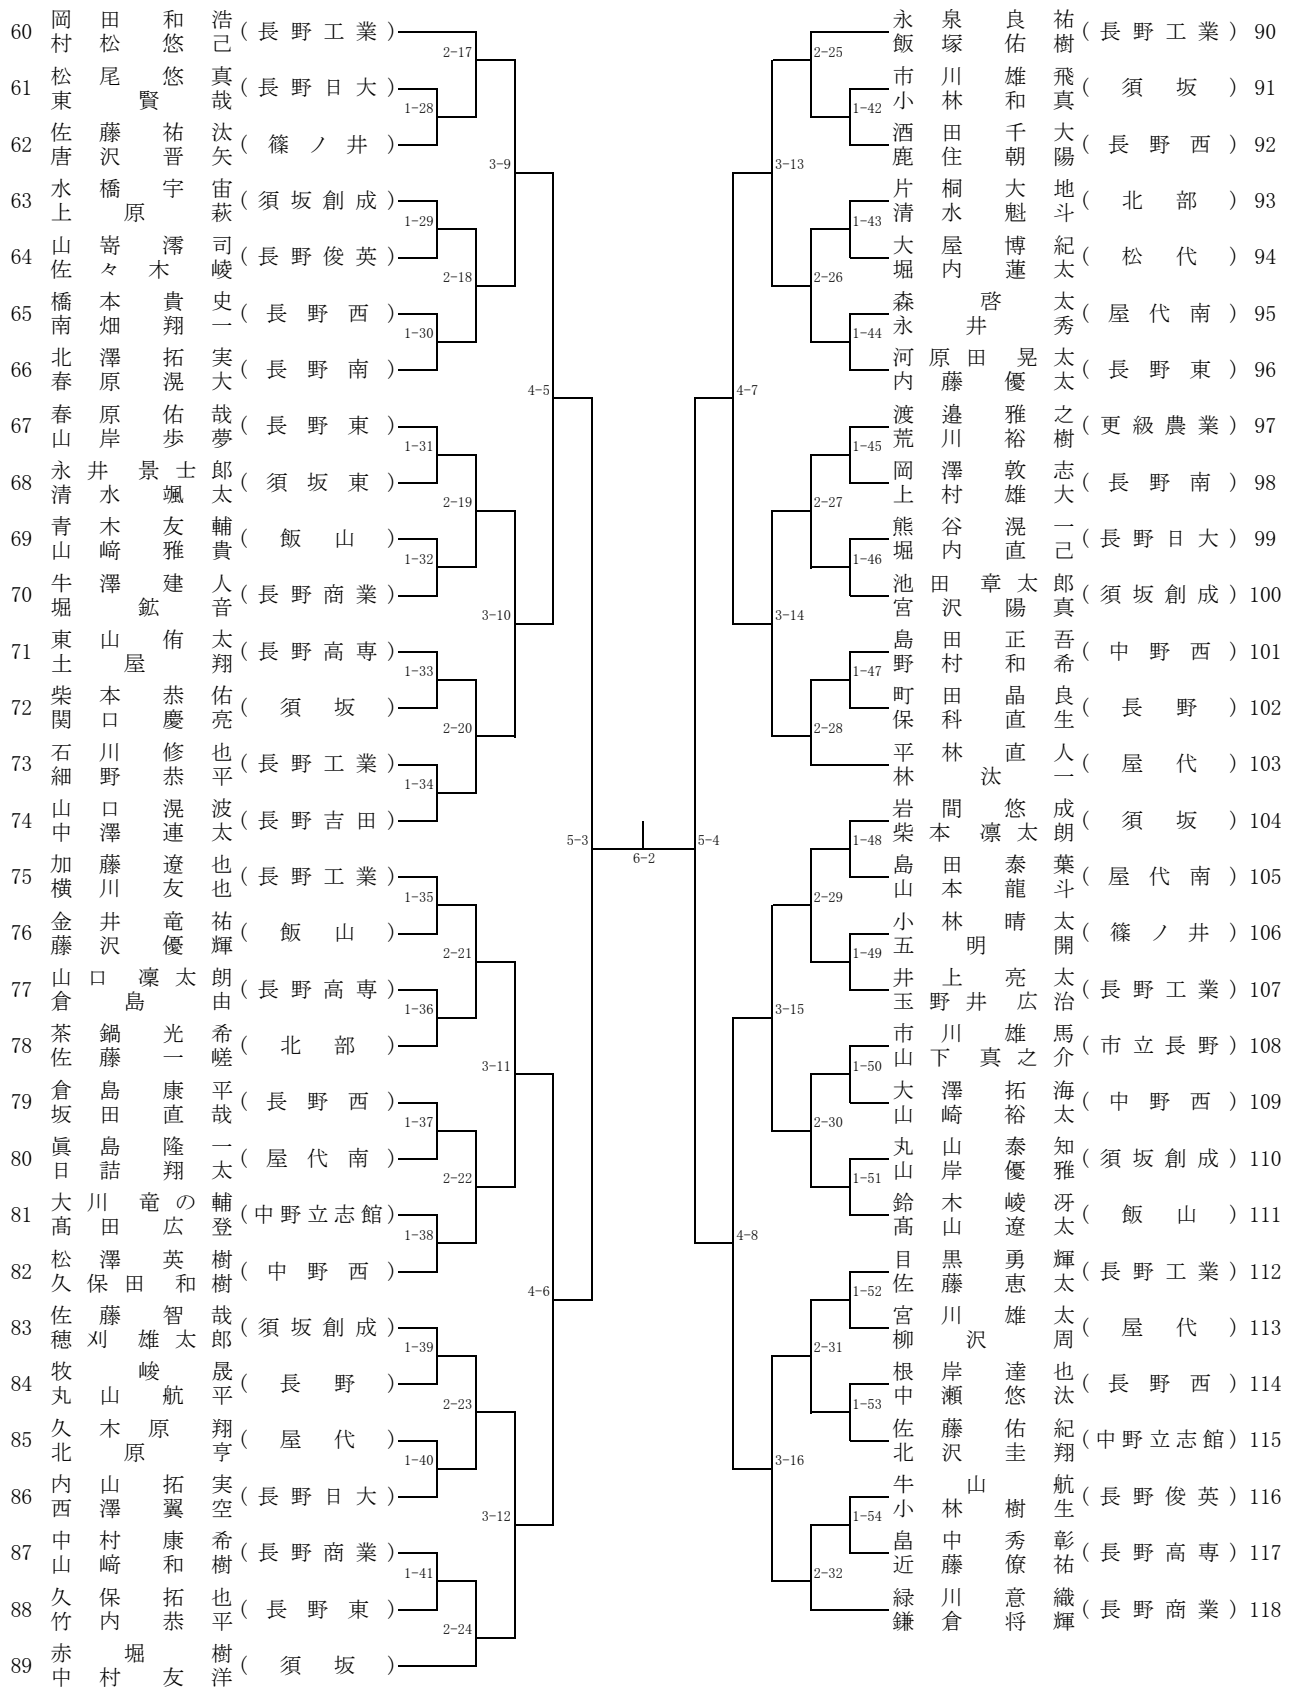 60 岡田和浩 村松悠己 (長野工業)
61 松尾悠真 東賢哉 (長野日大)
62 佐藤祐汰 唐沢晋矢 (篠ノ井)
63 水橋宇宙 上原萩 (須坂創成)
64 山嵜澪司 佐々木崚 (長野俊英)
65 橋本貴史 南畑翔一 (長野西)
66 北澤拓実 春原滉大 (長野南)
67 春原佑哉 山岸歩夢 (長野東)
68 永井景士郎 清水颯太 (須坂東)
69 青木友輔 山﨑雅貴 (飯山)
70 牛澤建人 堀鉱音 (長野商業)
71 東山侑太 土屋翔 (長野高専)
72 柴本恭佑 関口慶亮 (須坂)
73 石川修也 細野恭平 (長野工業)
74 山口滉波 中澤連太 (長野吉田)
75 加藤遼也 横川友也 (長野工業)
76 金井竜祐 藤沢優輝 (飯山)
77 山口凜太朗 倉島由 (長野高専)
78 茶鍋光希 佐藤一嵯 (北部)
79 倉島康平 坂田直哉 (長野西)
80 眞島隆一 日詰翔太 (屋代南)
81 大川竜の輔 髙田広登 (中野立志館)
82 松澤英樹 久保田和樹 (中野西)
83 佐藤智哉 穂刈雄太郎 (須坂創成)
84 牧峻晟 丸山航平 (長野)
85 久木原翔 北原亨 (屋代)
86 内山拓実 西澤翼空 (長野日大)
87 中村康希 山﨑和樹 (長野商業)
88 久保拓也 竹内恭平 (長野東)
89 赤堀樹 中村友洋 (須坂)
1-28
1-29
1-30
1-31
1-32
1-33
1-34
1-35
1-36
1-37
1-38
1-39
1-40
1-41
2-17
2-18
2-19
2-20
2-21
2-22
2-23
2-24
3-9
3-10
3-11
3-12
4-5
4-6
5-3
6-2
5-4
4-7
4-8
3-13
3-14
3-15
3-16
2-25
2-26
2-27
2-28
2-29
2-30
2-31
2-32
1-42
1-43
1-44
1-45
1-46
1-47
1-48
1-49
1-50
1-51
1-52
1-53
1-54
永泉良祐 飯塚佑樹 (長野工業) 90
市川雄飛 小林和真 (須坂) 91
酒田千大 鹿住朝陽 (長野西) 92
片桐大地 清水魁斗 (北部) 93
大屋博紀 堀内蓮太 (松代) 94
森啓太 永井秀 (屋代南) 95
河原田晃太 内藤優太 (長野東) 96
渡邉雅之 荒川裕樹 (更級農業) 97
岡澤敦志 上村雄大 (長野南) 98
熊谷滉一 堀内直己 (長野日大) 99
池田章太郎 宮沢陽真 (須坂創成) 100
島田正吾 野村和希 (中野西) 101
町田晶良 保科直生 (長野) 102
平林直人 林汰一 (屋代) 103
岩間悠成 柴本凛太朗 (須坂) 104
島田泰葉 山本龍斗 (屋代南) 105
小林晴太 五明開 (篠ノ井) 106
井上亮太 玉野井広治 (長野工業) 107
市川雄馬 山下真之介 (市立長野) 108
大澤拓海 山崎裕太 (中野西) 109
丸山泰知 山岸優雅 (須坂創成) 110
鈴木崚冴 髙山遼太 (飯山) 111
目黒勇輝 佐藤恵太 (長野工業) 112
宮川雄太 柳沢周 (屋代) 113
根岸達也 中瀬悠汰 (長野西) 114
佐藤佑紀 北沢圭翔 (中野立志館) 115
牛山航 小林樹生 (長野俊英) 116
畠中秀彰 近藤僚祐 (長野高専) 117
緑川意織 鎌倉将輝 (長野商業) 118